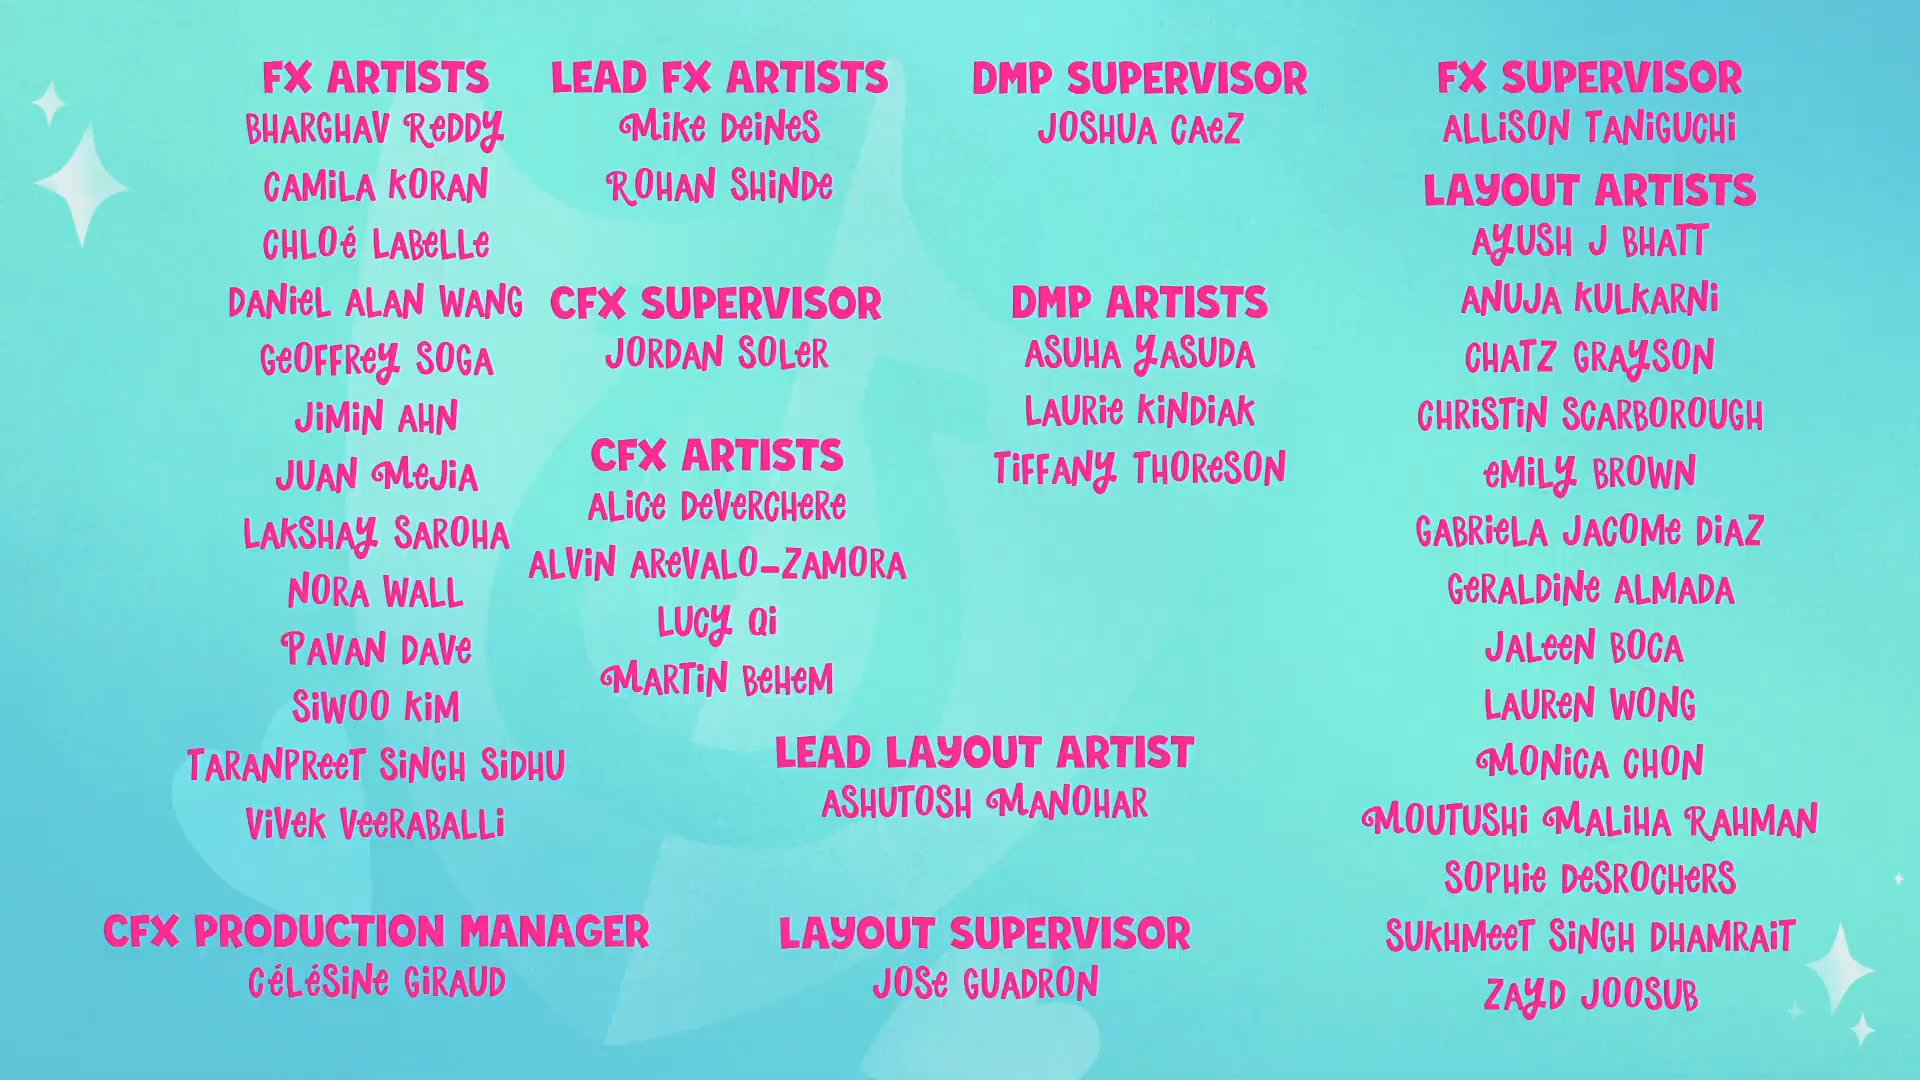 FX ARTISTS
BHARGHAV REDDY
CAMILA KORAN
CHLOÉ LABELLE
DANIEL ALAN WANG
GEOFFREY SOGA
JIMIN AHN
JUAN MEJIA
LAKSHAY SAROHA
NORA WALL
PAVAN DAVE
SIWOO KIM
TARANPREET SINGH SIDHU
VIVEK VEERABALLI
CFX PRODUCTION MANAGER
CÉLÉSINE GIRAUD
LEAD FX ARTISTS
MIKE DEINES
ROHAN SHINDE
CFX SUPERVISOR
JORDAN SOLER
CFX ARTISTS
ALICE DEVERCHERE
ALVIN AREVALO-ZAMORA
LUCY QI
MARTIN BEHEM
DMP SUPERVISOR
JOSHUA CAEZ
DMP ARTISTS
ASUHA YASUDA
LAURIE KINDIAK
TIFFANY THORESON
LEAD LAYOUT ARTIST
ASHUTOSH MANOHAR
LAYOUT SUPERVISOR
JOSE GUADRON
FX SUPERVISOR
ALLISON TANIGUCHI
LAYOUT ARTISTS
AYUSH J BHATT
ANUJA KULKARNI
CHATZ GRAYSON
CHRISTIN SCARBOROUGH
EMILY BROWN
GABRIELA JACOME DIAZ
GERALDINE ALMADA
JALEEN BOCA
LAUREN WONG
MONICA CHON
MOUTUSHI MALIHA RAHMAN
SOPHIE DESROCHERS
SUKHMEET SINGH DHAMRAIT
ZAYD JOOSUB